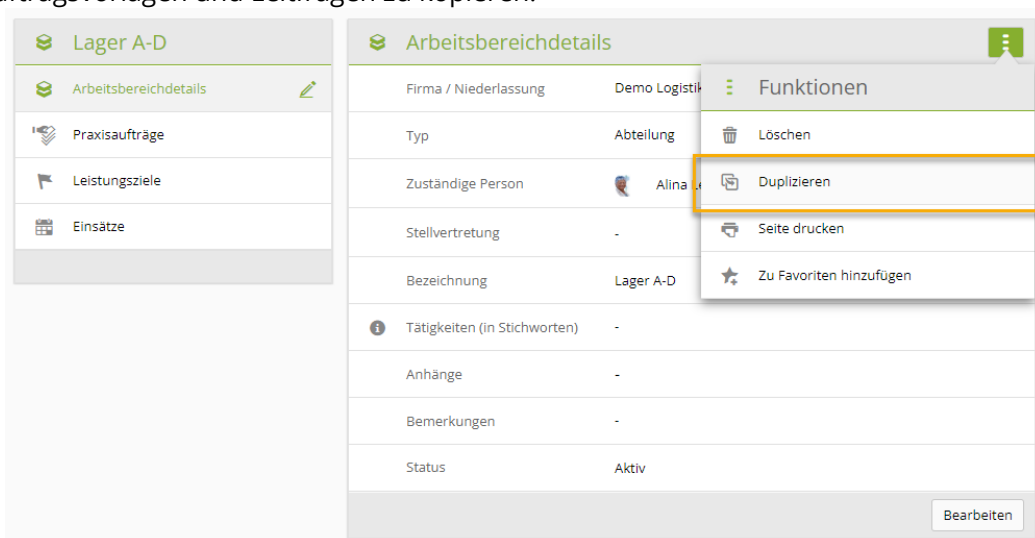 und Leitfragen zu kopieren.
Lager A-D
Arbeitsbereichdetails
Praxisaufträge
Leistungsziele
Einsätze
Arbeitsbereichdetails
Firma / Niederlassung Demo Logistik
Typ Abteilung
Zuständige Person Alina
Stellvertretung -
Bezeichnung Lager A-D
Tätigkeiten (in Stichworten) -
Anhänge -
Bemerkungen -
Status Aktiv
Bearbeiten
Funktionen
Löschen
Duplizieren
Seite drucken
Zu Favoriten hinzufügen